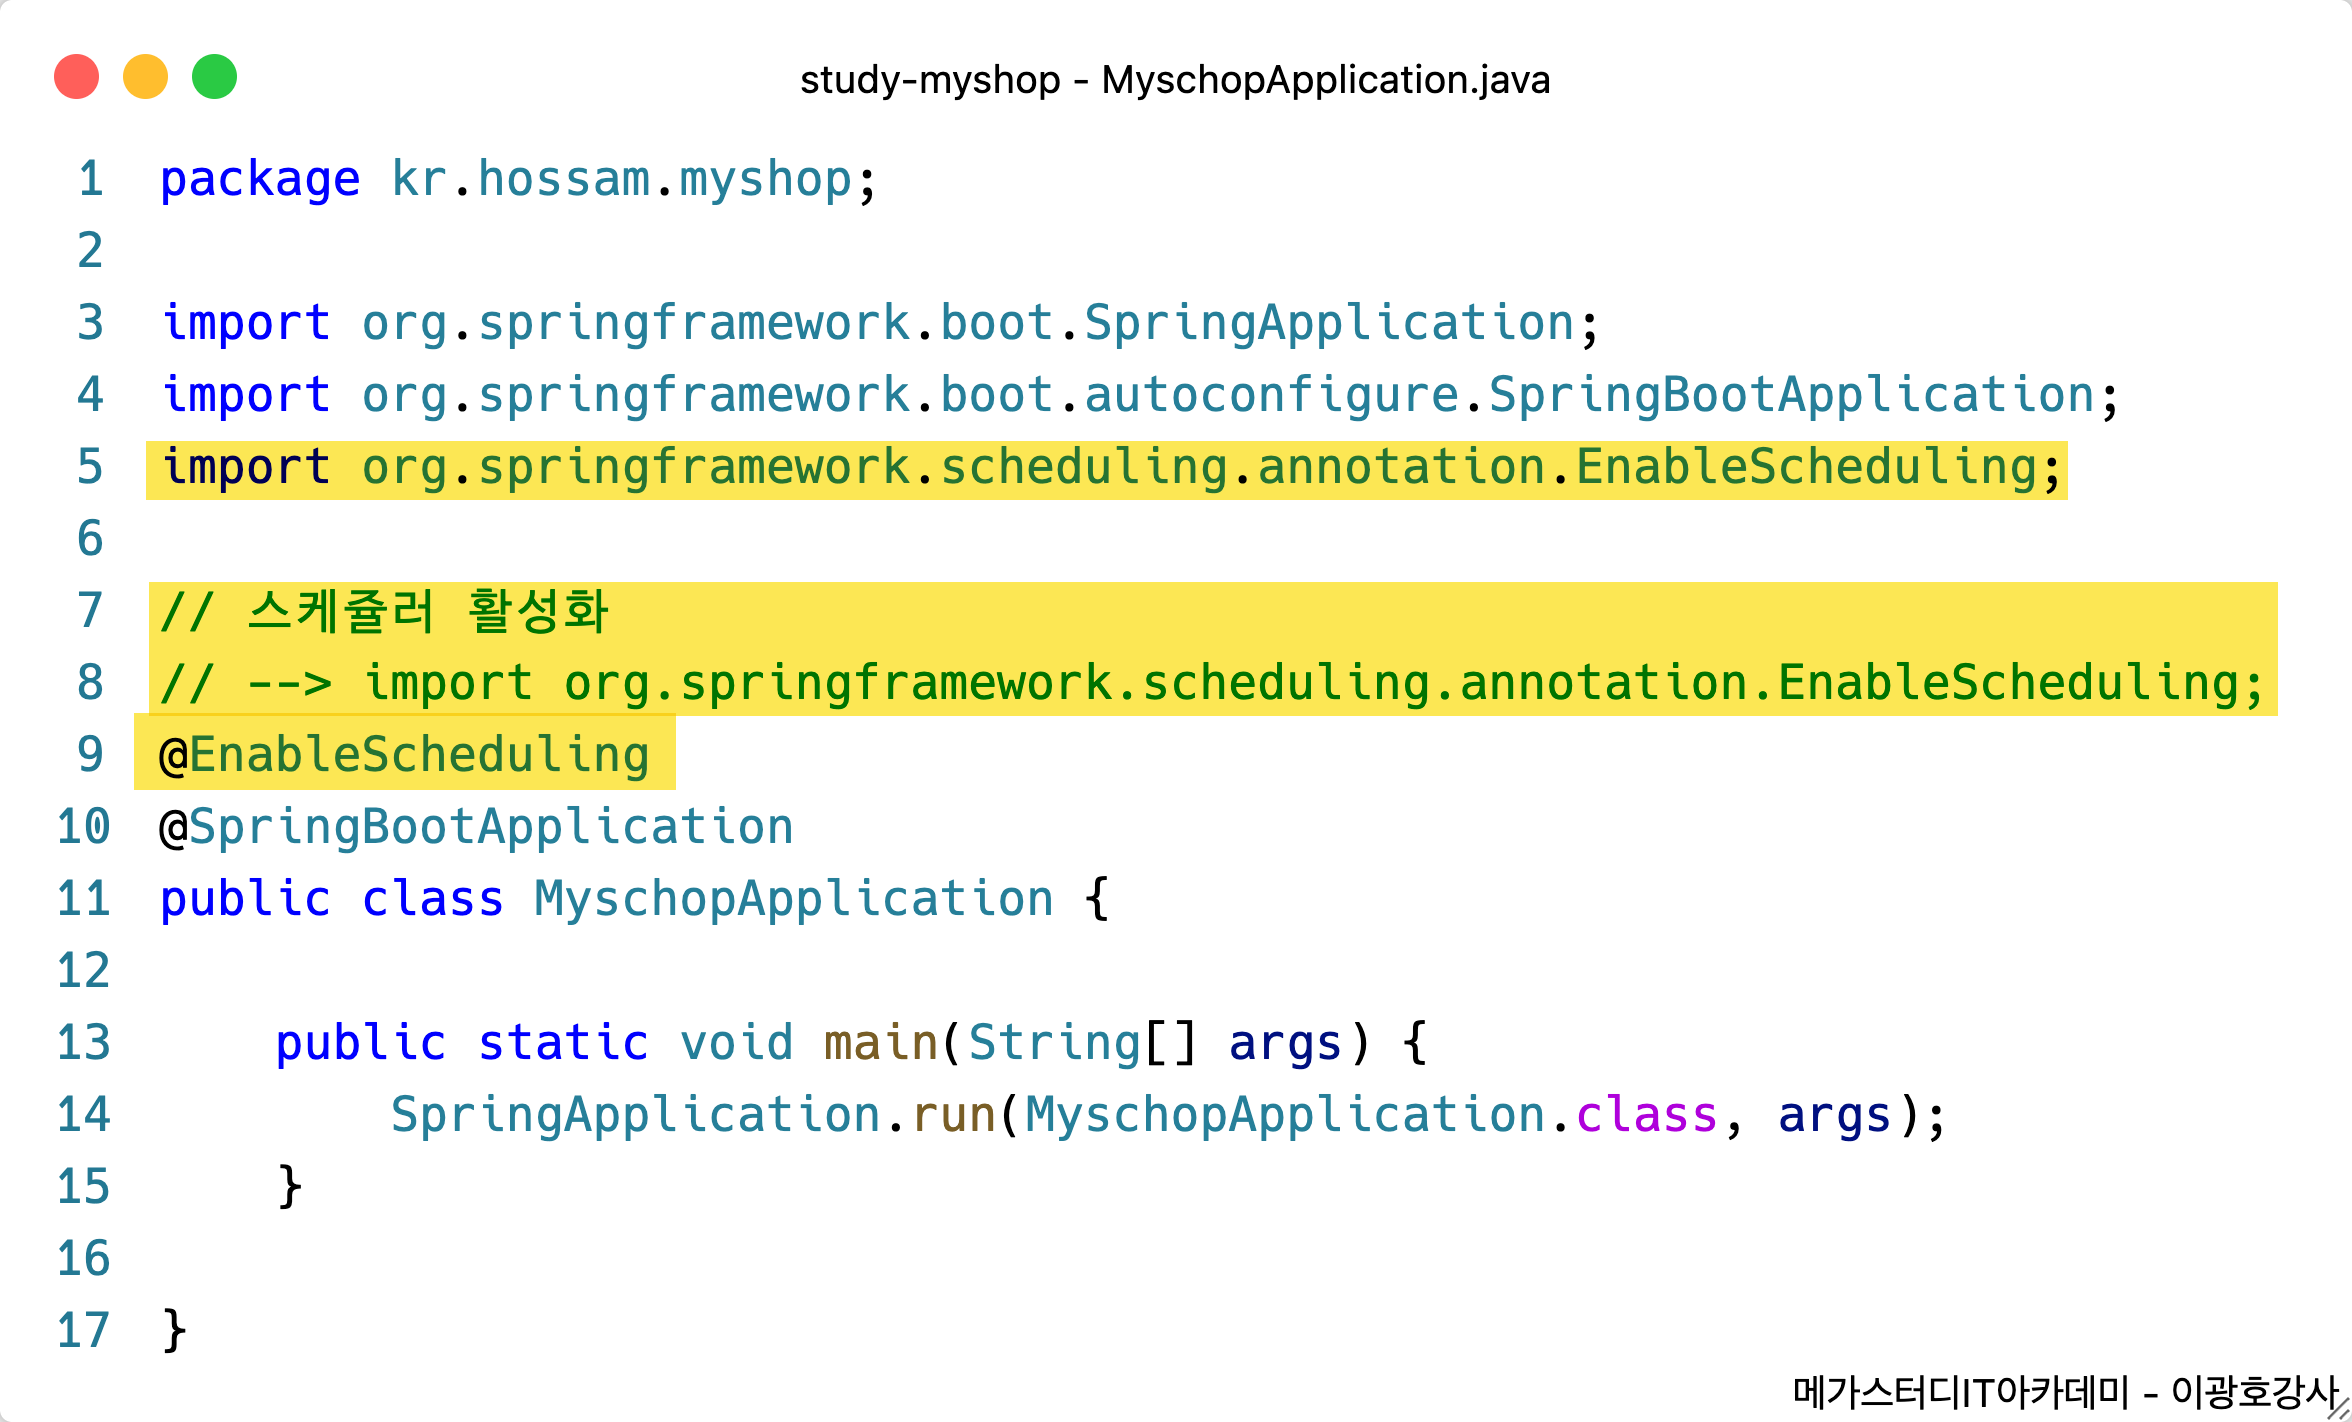 study-myshop - MyschopApplication.java
1 package kr.hossam.myshop;
2
3 import org.springframework.boot.SpringApplication;
4 import org.springframework.boot.autoconfigure.SpringBootApplication;
5 import org.springframework.scheduling.annotation.EnableScheduling;
6
7 // 스케쥴러 활성화
8 // --> import org.springframework.scheduling.annotation.EnableScheduling;
9 @EnableScheduling
10 @SpringBootApplication
11 public class MyschopApplication {
12
13     public static void main(String[] args) {
14         SpringApplication.run(MyschopApplication.class, args);
15     }
16
17 }
메가스터디IT아카데미 - 이광호강사